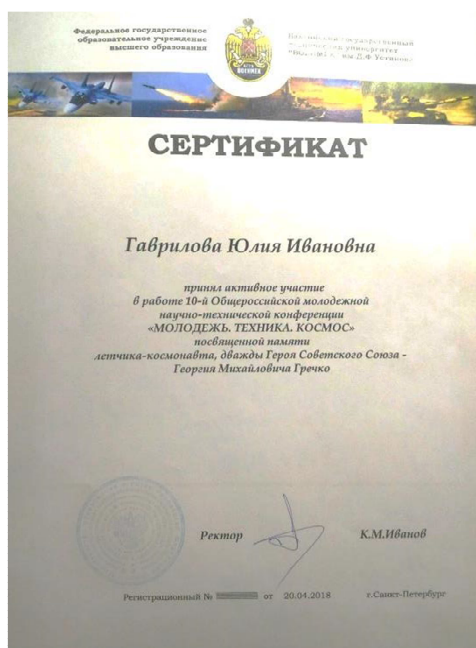 Федеральное государственное
образовательное учреждение
высшего образования
ВОЕНМЕХ
СЕРТИФИКАТ
Гаврилова Юлия Ивановна
принял активное участие
в работе 10-й Общероссийской молодежной
научно-технической конференции
«МОЛОДЕЖЬ. ТЕХНИКА. КОСМОС»
посвященной памяти
летчика-космонавта, дважды Героя Советского Союза -
Георгия Михайловича Гречко
Ректор К.М.Иванов
Регистрационный № от 20.04.2018 г.Санкт-Петербург